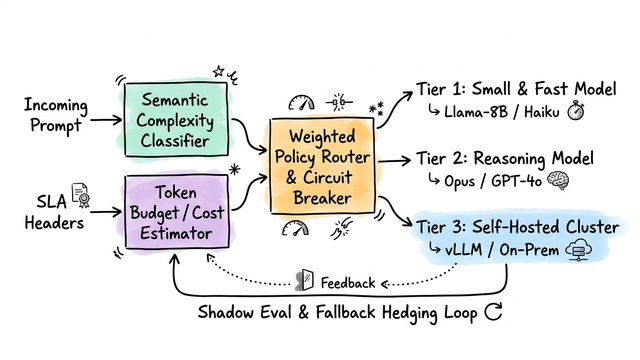 Incoming
Prompt
Semantic
Complexity
Classifier
SLA
Headers
Token
Budget / Cost
Estimator
Weighted
Policy Router
& Circuit
Breaker
Tier 1: Small & Fast Model
Llama-8B / Haiku
Tier 2: Reasoning Model
Opus / GPT-4o
Tier 3: Self-Hosted Cluster
vLLM / On-Prem
Feedback
Shadow Eval & Fallback Hedging Loop